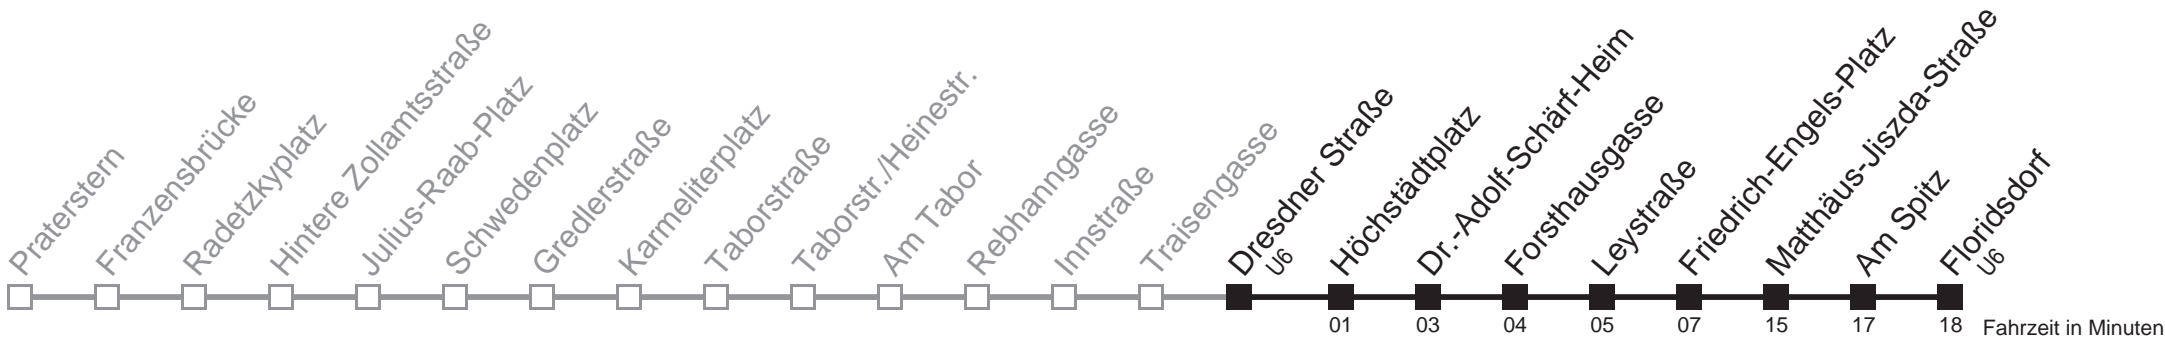 Praterstern
Franzensbrücke
Radetzkyplatz
Hintere Zollamtsstraße
Julius-Raab-Platz
Schwedenplatz
Gredlerstraße
Karmeliterplatz
Taborstraße
Taborstr./Heinestr.
Am Tabor
Rebhanngasse
Innstraße
Traisengasse
Dresdner Straße
U6
Höchstädtplatz
Dr.-Adolf-Schärf-Heim
Forsthausgasse
Leystraße
Friedrich-Engels-Platz
Matthäus-Jiszda-Straße
Am Spitz
Floridsdorf
U6
01 03 04 05 07 15 17 18 Fahrzeit in Minuten